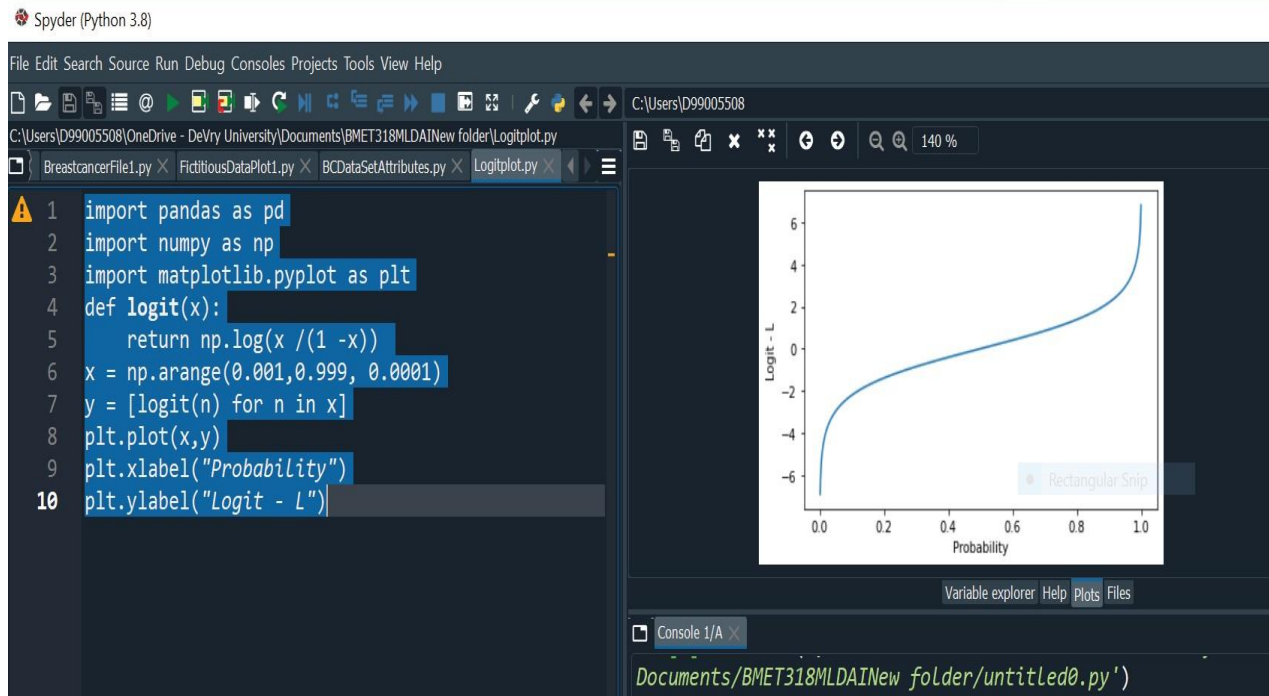 Spyder (Python 3.8)
File Edit Search Source Run Debug Consoles Projects Tools View Help
C:\Users\D99005508
C:\Users\D99005508\OneDrive - DeVry University\Documents\BMET318MLDAINew folder\Logitplot.py
BreastcancerFile1.py FictitiousDataPlot1.py BCDataSetAttributes.py Logitplot.py
140 %
1 import pandas as pd
2 import numpy as np
3 import matplotlib.pyplot as plt
4 def logit(x):
5 return np.log(x /(1 -x))
6 x = np.arange(0.001,0.999, 0.0001)
7 y = [logit(n) for n in x]
8 plt.plot(x,y)
9 plt.xlabel("Probability")
10 plt.ylabel("Logit - L")
6
4
2
0
−2
−4
−6
Logit - L
0.0 0.2 0.4 0.6 0.8 1.0
Probability
Rectangular Snip
Variable explorer Help Plots Files
Console 1/A
Documents/BMET318MLDAINew folder/untitled0.py')